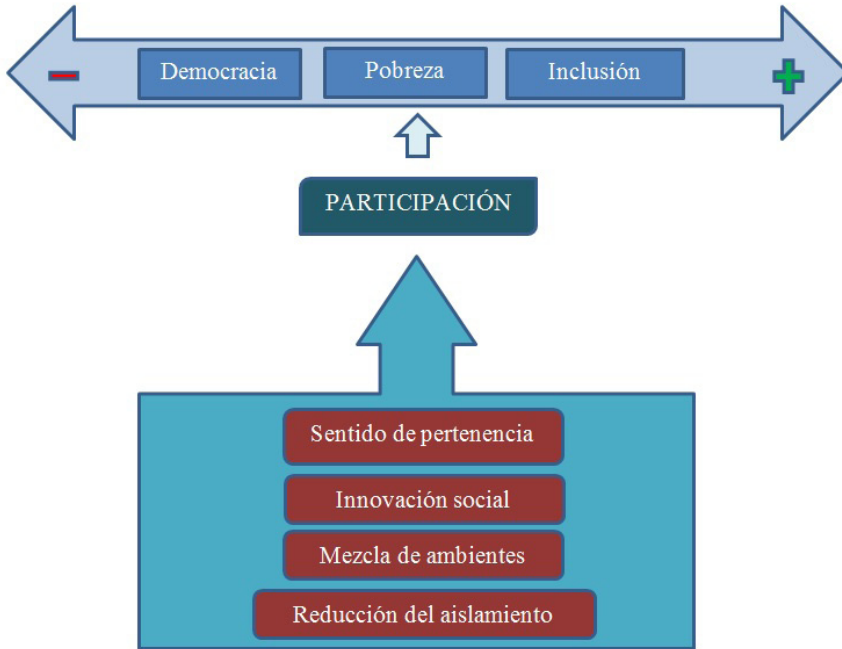 Democracia
Pobreza
Inclusión
PARTICIPACIÓN
Sentido de pertenencia
Innovación social
Mezcla de ambientes
Reducción del aislamiento